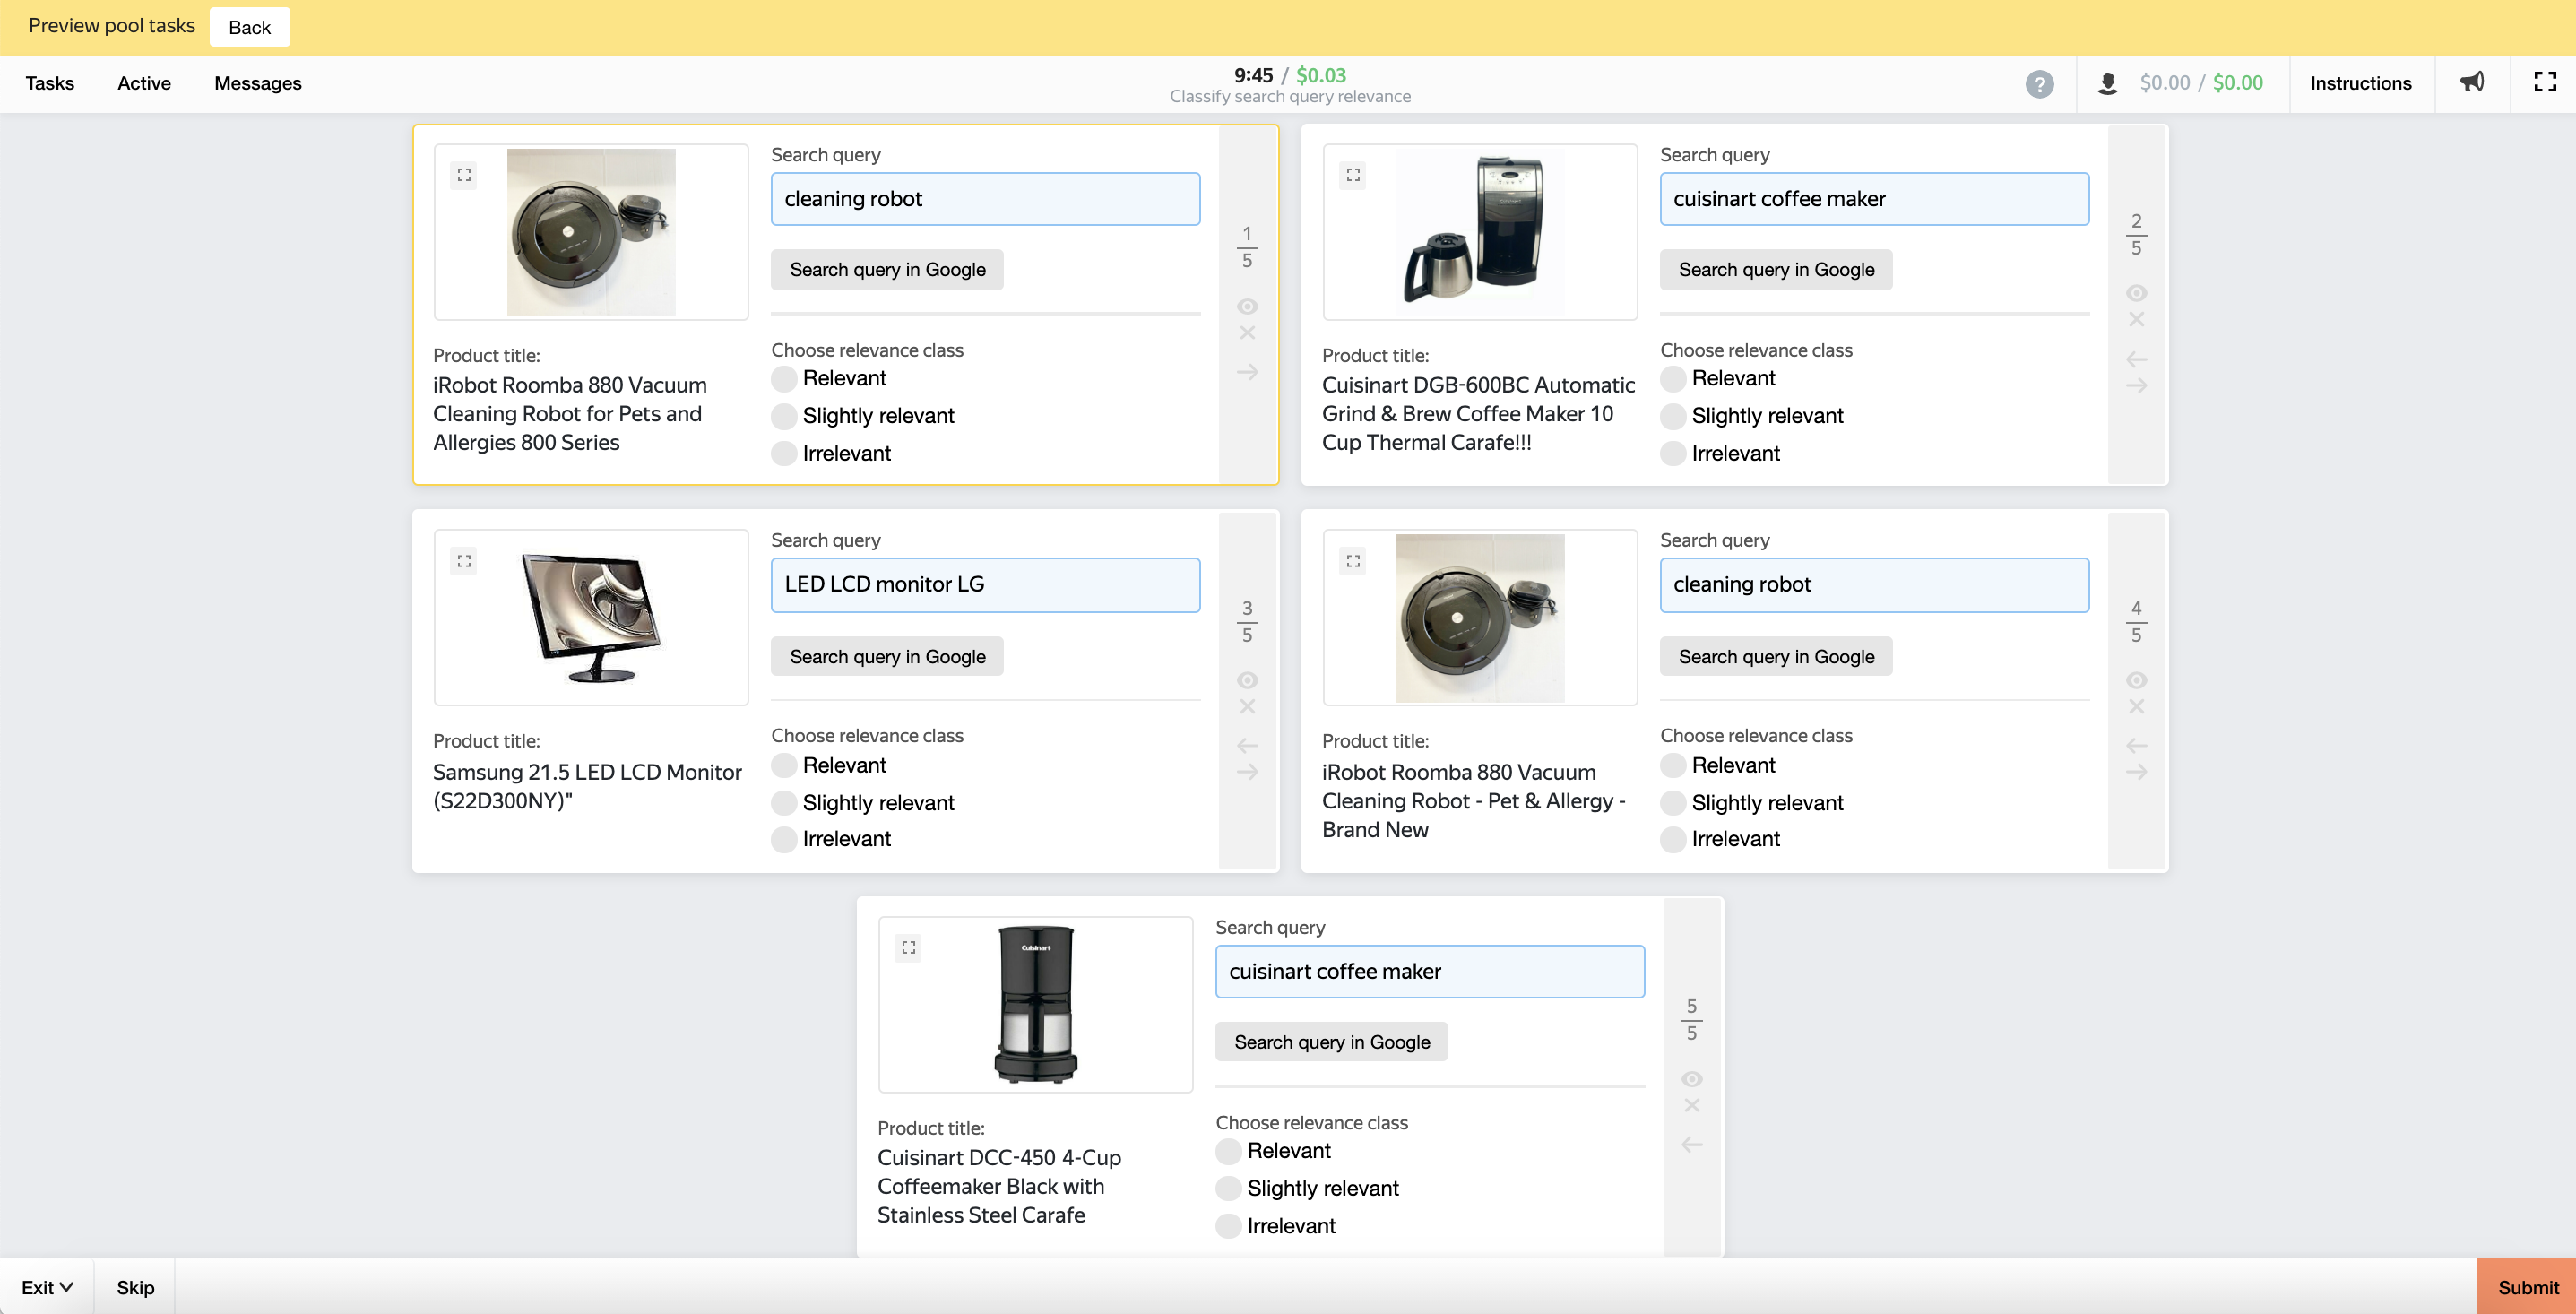 Preview pool tasks Back
Tasks Active Messages 9:45 / $0.03 ? $0.00 / $0.00 Instructions
Classify search query relevance
Search query
cleaning robot
Search query in Google
1
5
Product title:
iRobot Roomba 880 Vacuum
Cleaning Robot for Pets and
Allergies 800 Series
Choose relevance class
Relevant
Slightly relevant
Irrelevant
Search query
cuisinart coffee maker
Search query in Google
2
5
Product title:
Cuisinart DGB-600BC Automatic
Grind & Brew Coffee Maker 10
Cup Thermal Carafe!!!
Choose relevance class
Relevant
Slightly relevant
Irrelevant
Search query
LED LCD monitor LG
Search query in Google
3
5
Product title:
Samsung 21.5 LED LCD Monitor
(S22D300NY)"
Choose relevance class
Relevant
Slightly relevant
Irrelevant
Search query
cleaning robot
Search query in Google
4
5
Product title:
iRobot Roomba 880 Vacuum
Cleaning Robot - Pet & Allergy -
Brand New
Choose relevance class
Relevant
Slightly relevant
Irrelevant
Cuisinart
Search query
cuisinart coffee maker
Search query in Google
5
5
Product title:
Cuisinart DCC-450 4-Cup
Coffeemaker Black with
Stainless Steel Carafe
Choose relevance class
Relevant
Slightly relevant
Irrelevant
Exit Skip Submit